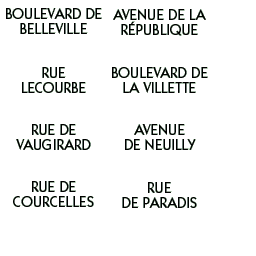 BOULEVARD DE
BELLEVILLE
AVENUE DE LA
RÉPUBLIQUE
RUE
LECOURBE
BOULEVARD DE
LA VILLETTE
RUE DE
VAUGIRARD
AVENUE
DE NEUILLY
RUE DE
COURCELLES
RUE
DE PARADIS